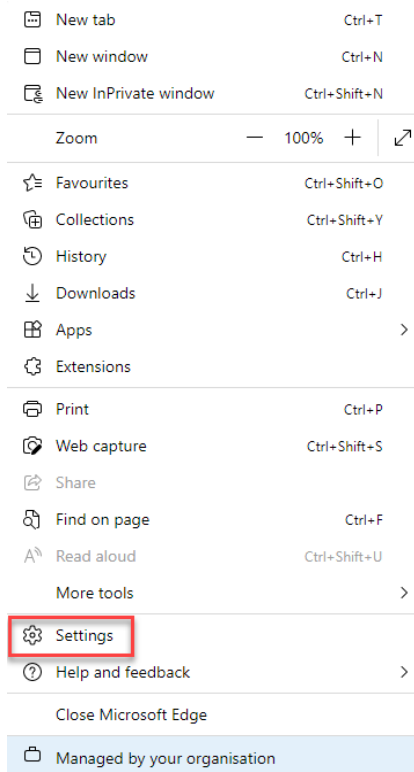 New tab Ctrl+T
New window Ctrl+N
New InPrivate window Ctrl+Shift+N
Zoom — 100% +
Favourites Ctrl+Shift+O
Collections Ctrl+Shift+Y
History Ctrl+H
Downloads Ctrl+J
Apps
Extensions
Print Ctrl+P
Web capture Ctrl+Shift+S
Share
Find on page Ctrl+F
Read aloud Ctrl+Shift+U
More tools
Settings
Help and feedback
Close Microsoft Edge
Managed by your organisation